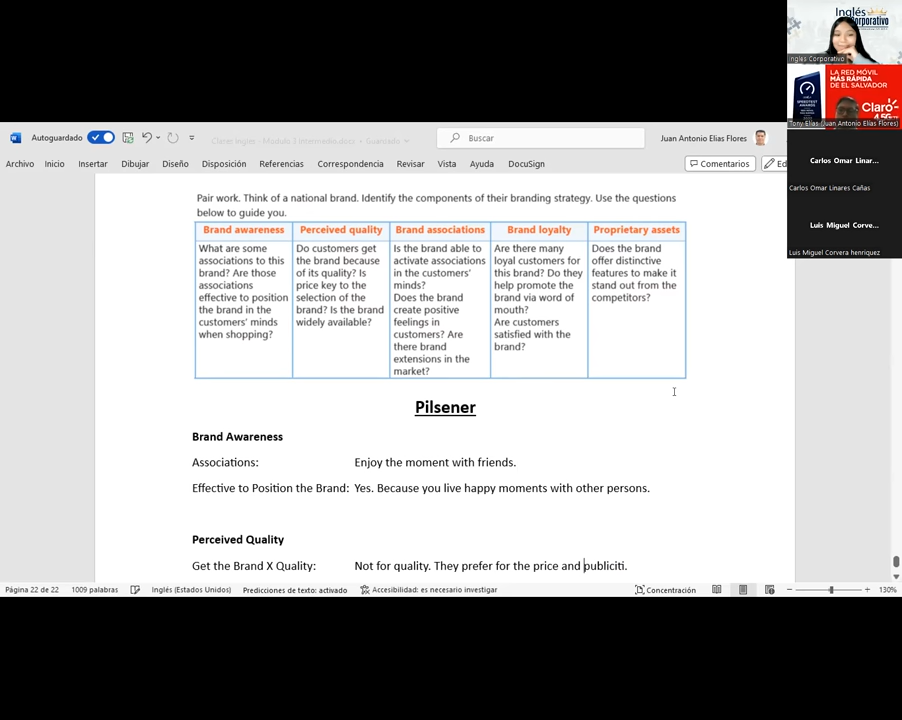 Inglés
Corporativo
Inglés Corporativo
LA RED MÓVIL
MÁS RÁPIDA
DE EL SALVADOR
Claro
4.5G
Tony Elias (Juan Antonio Elias Flores)
Carlos Omar Linar...
Carlos Omar Linares Cañas
Luis Miguel Corve...
Luis Miguel Corvera henriquez
Autoguardado
Buscar
Juan Antonio Elias Flores
Archivo Inicio Insertar Dibujar Diseño Disposición Referencias Correspondencia Revisar Vista Ayuda DocuSign Comentarios Ed
Pair work. Think of a national brand. Identify the components of their branding strategy. Use the questions
below to guide you.
Brand awareness Perceived quality Brand associations Brand loyalty Proprietary assets
What are some
associations to this
brand? Are those
associations
effective to position
the brand in the
customers' minds
when shopping?
Do customers get
the brand because
of its quality? Is
price key to the
selection of the
brand? Is the brand
widely available?
Is the brand able to
activate associations
in the customers'
minds?
Does the brand
create positive
feelings in
customers? Are
there brand
extensions in the
market?
Are there many
loyal customers for
this brand? Do they
help promote the
brand via word of
mouth?
Are customers
satisfied with the
brand?
Does the brand
offer distinctive
features to make it
stand out from the
competitors?
Pilsener
Brand Awareness
Associations: Enjoy the moment with friends.
Effective to Position the Brand: Yes. Because you live happy moments with other persons.
Perceived Quality
Get the Brand X Quality: Not for quality. They prefer for the price and publiciti.
Página 22 de 22 1009 palabras Inglés (Estados Unidos) Predicciones de texto: activado Accesibilidad: es necesario investigar Concentración 130%